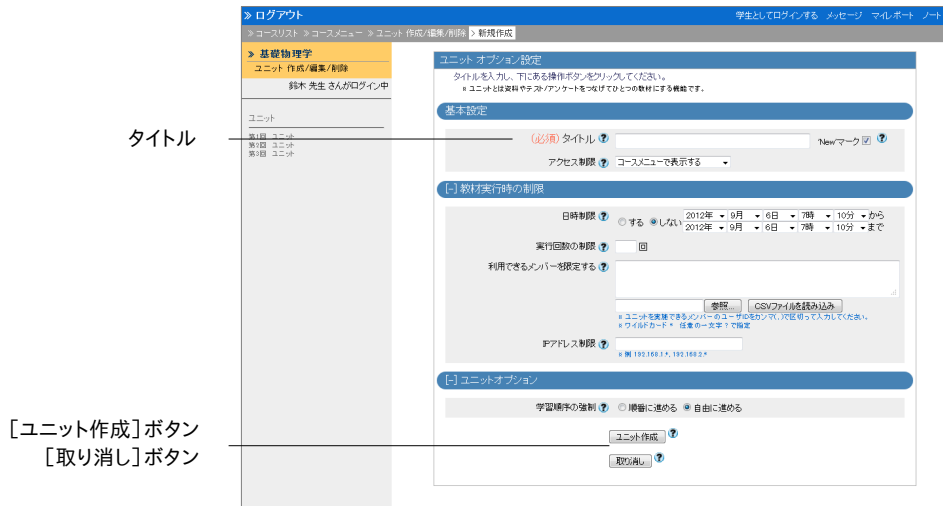 » ログアウト
学生としてログインする メッセージ マイレポート ノート
» コースリスト » コースメニュー » ユニット 作成/編集/削除 > 新規作成
» 基礎物理学
ユニット 作成/編集/削除
鈴木 先生 さんがログイン中
ユニット
第1回 ユニット
第2回 ユニット
第3回 ユニット
タイトル
[ユニット作成]ボタン
[取り消し]ボタン
ユニット オプション設定
タイトルを入力し、下にある操作ボタンをクリックしてください。
※ ユニットとは資料やテスト/アンケートをつなげてひとつの教材にする機能です。
基本設定
(必須) タイトル ?
'New'マーク ?
アクセス制限 ? コースメニューで表示する
[-] 教材実行時の制限
日時制限 ? する しない 2012年 9月 6日 7時 10分 から
2012年 9月 6日 7時 10分 まで
実行回数の制限 ? 回
利用できるメンバーを限定する ?
参照... CSVファイルを読み込み
※ ユニットを実施できるメンバーのユーザIDをカンマ(,)で区切って入力してください。
※ ワイルドカード * 任意の一文字 ? で指定
IPアドレス制限 ?
※ 例 192.168.1.*, 192.168.2.*
[-] ユニットオプション
学習順序の強制 ? 順番に進める 自由に進める
ユニット作成 ?
取り消し ?